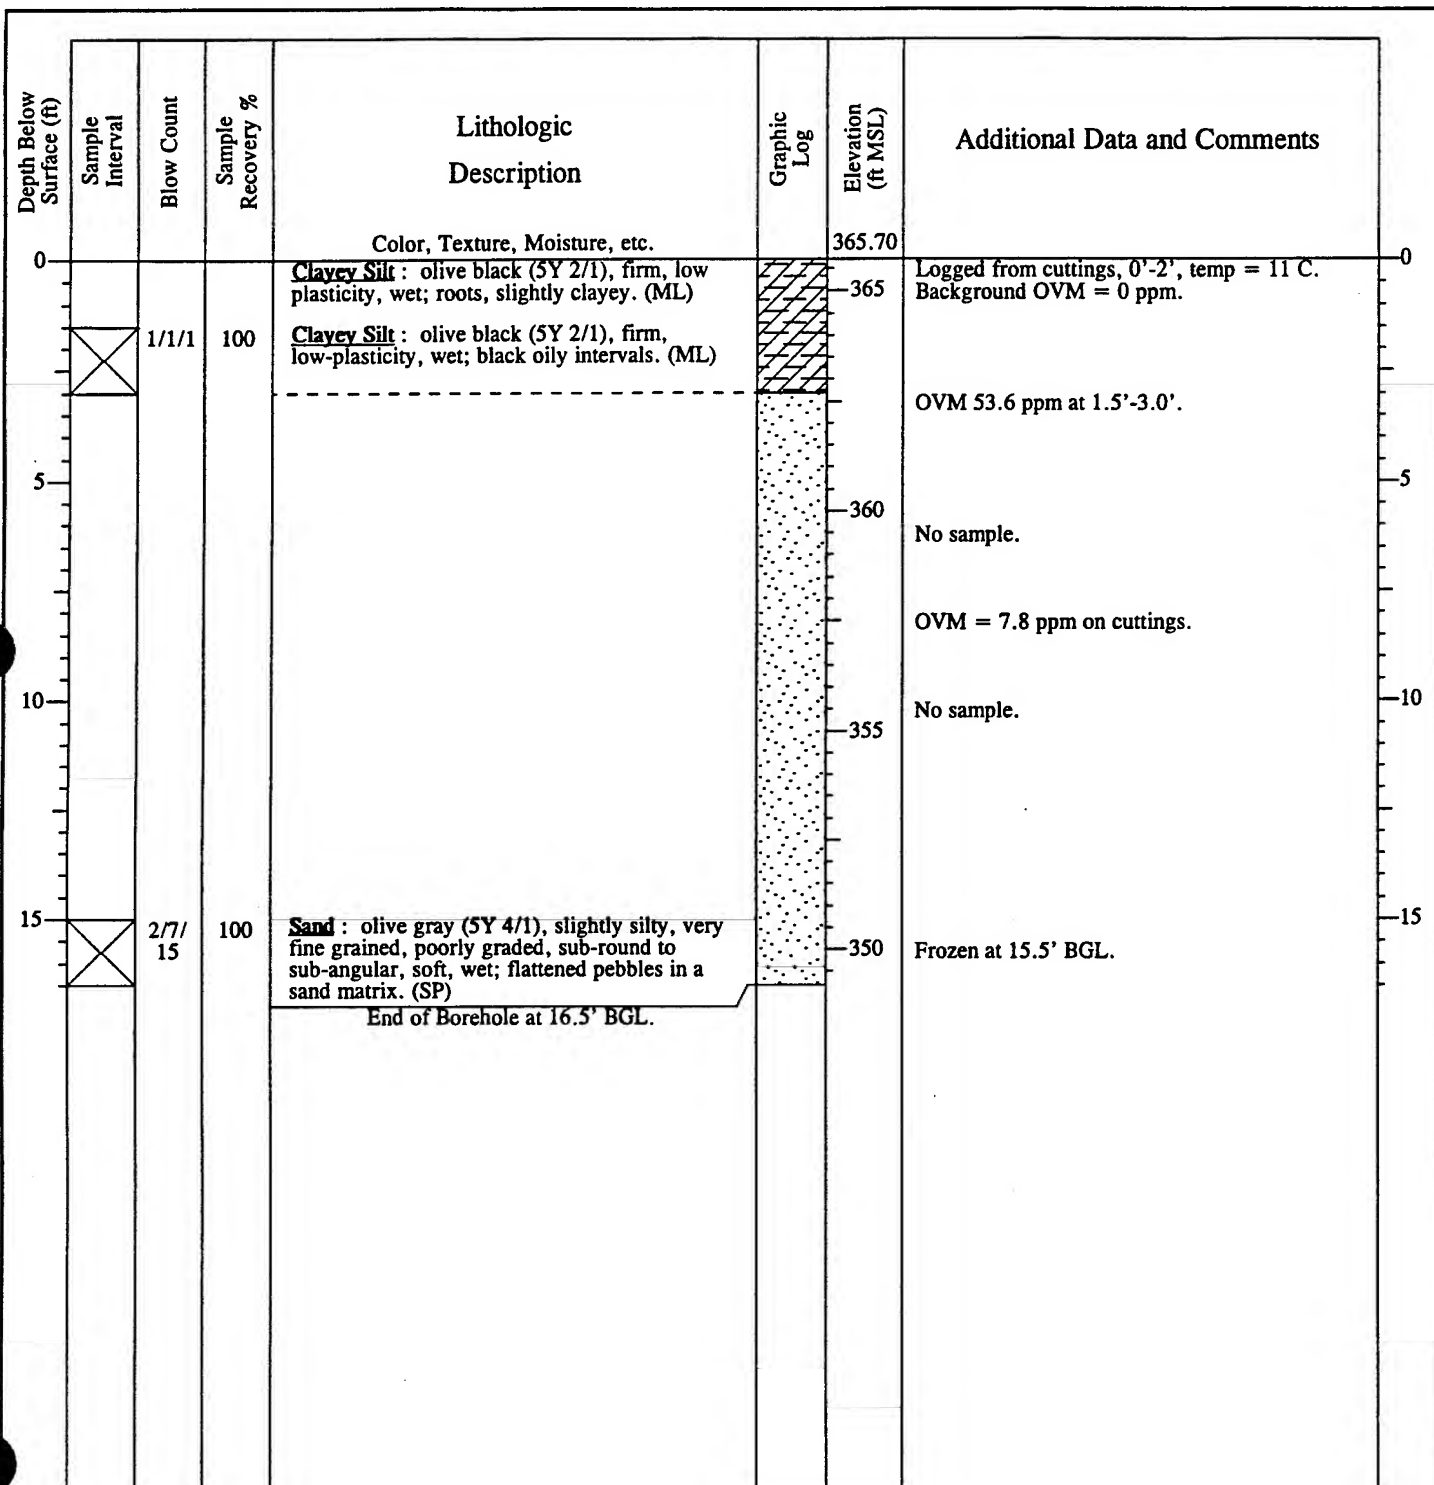 Depth Below
Surface (ft)
Sample
Interval
Blow Count
Sample
Recovery %
Lithologic
Description
Color, Texture, Moisture, etc.
Graphic
Log
Elevation
(ft MSL)
365.70
Additional Data and Comments
0
Clayey Silt : olive black (5Y 2/1), firm, low
plasticity, wet; roots, slightly clayey. (ML)
365
Logged from cuttings, 0'-2', temp = 11 C.
Background OVM = 0 ppm.
0
1/1/1
100
Clayey Silt : olive black (5Y 2/1), firm,
low-plasticity, wet; black oily intervals. (ML)
OVM 53.6 ppm at 1.5'-3.0'.
5
5
360
No sample.
OVM = 7.8 ppm on cuttings.
10
10
No sample.
355
15
2/7/
15
100
Sand : olive gray (5Y 4/1), slightly silty, very
fine grained, poorly graded, sub-round to
sub-angular, soft, wet; flattened pebbles in a
sand matrix. (SP)
350
Frozen at 15.5' BGL.
15
End of Borehole at 16.5' BGL.